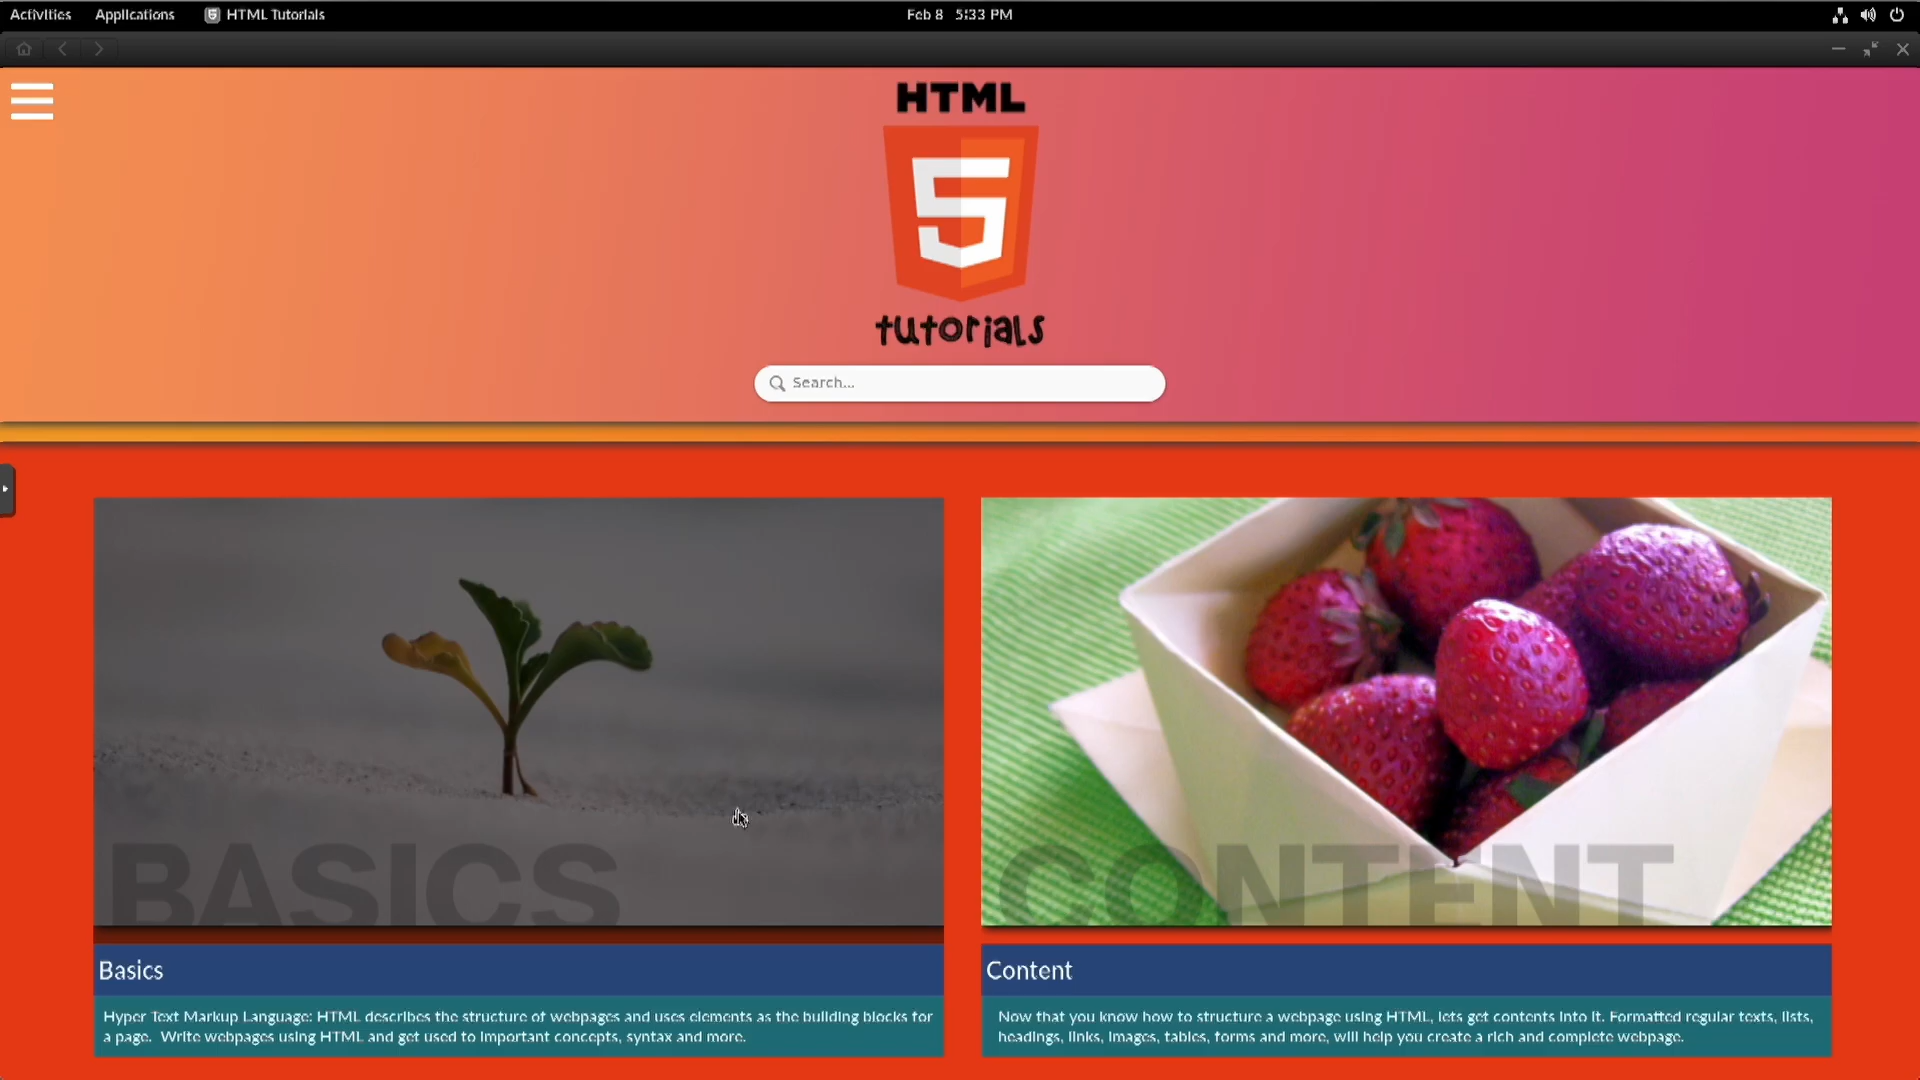 Activities Applications HTML Tutorials Feb 8 5:33 PM
HTML
5
tutorials
Search...
BASICS
CONTENT
Basics
Content
Hyper Text Markup Language: HTML describes the structure of webpages and uses elements as the building blocks for
a page. Write webpages using HTML and get used to important concepts, syntax and more.
Now that you know how to structure a webpage using HTML, lets get contents into it. Formatted regular texts, lists,
headings, links, images, tables, forms and more, will help you create a rich and complete webpage.